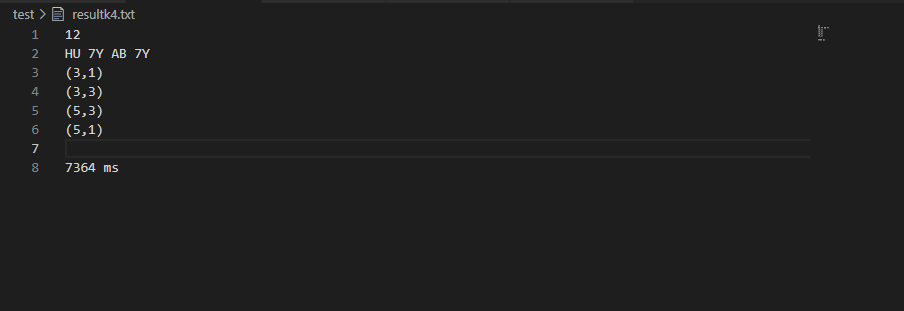 test > resultk4.txt
1 12
2 HU 7Y AB 7Y
3 (3,1)
4 (3,3)
5 (5,3)
6 (5,1)
7
8 7364 ms